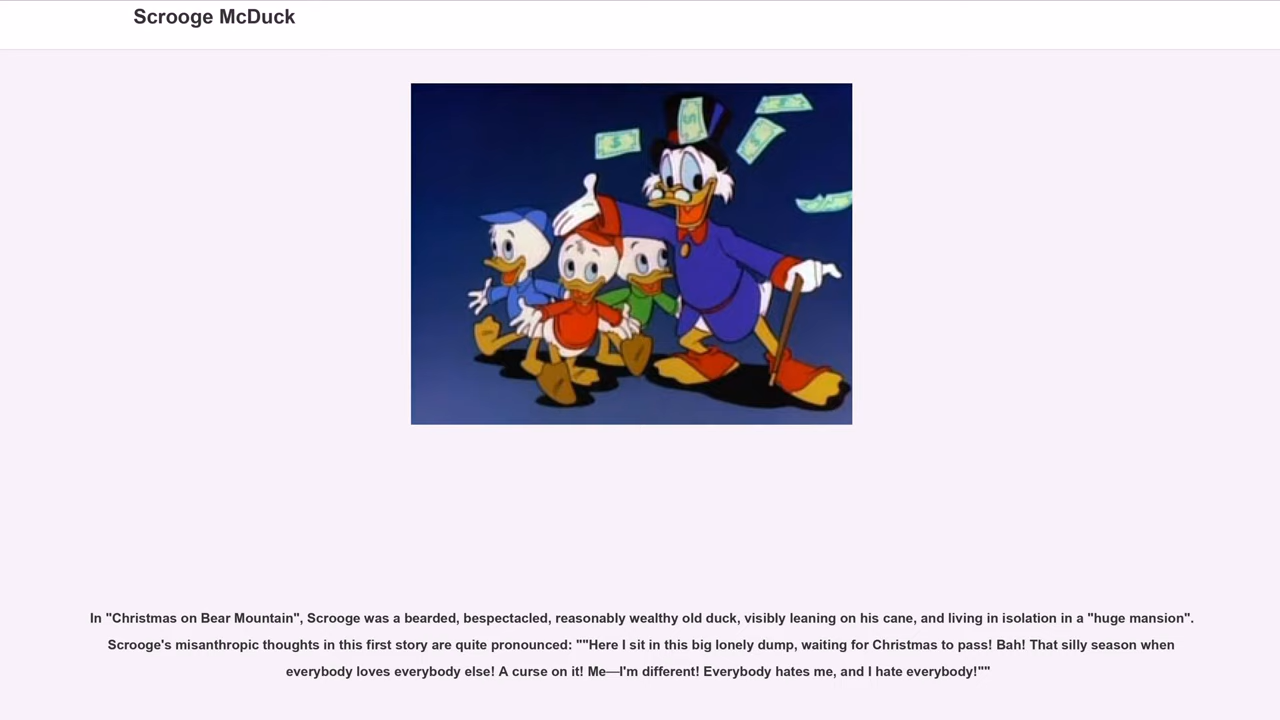 Scrooge McDuck
In "Christmas on Bear Mountain", Scrooge was a bearded, bespectacled, reasonably wealthy old duck, visibly leaning on his cane, and living in isolation in a "huge mansion".
Scrooge's misanthropic thoughts in this first story are quite pronounced: ""Here I sit in this big lonely dump, waiting for Christmas to pass! Bah! That silly season when
everybody loves everybody else! A curse on it! Me—I'm different! Everybody hates me, and I hate everybody!""